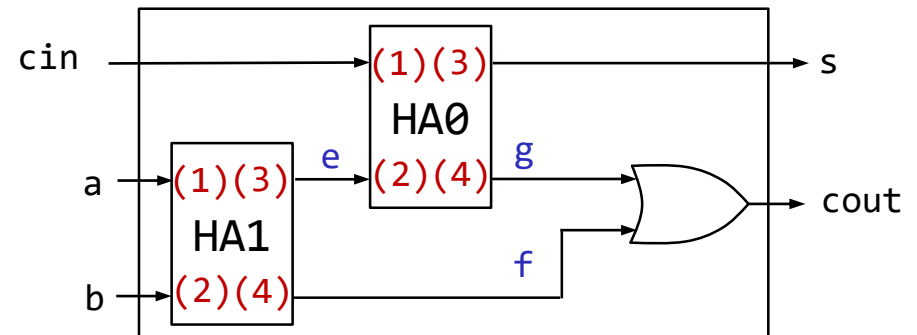 cin
(1)(3)
s
HA0
e
(2)(4)
g
a
(1)(3)
cout
HA1
f
b
(2)(4)